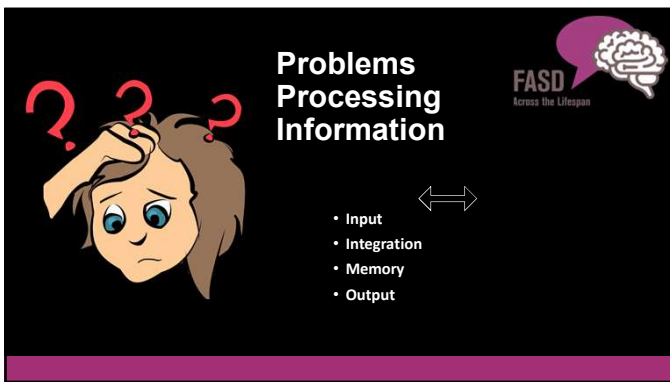 Problems
Processing
Information
FASD
Across the Lifespan
? ? ?
• Input
• Integration
• Memory
• Output